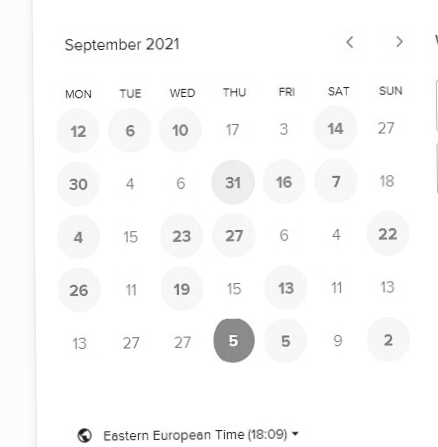 September 2021
MON TUE WED THU FRI SAT SUN
12 6 10 17 3 14 27
30 4 6 31 16 7 18
4 15 23 27 6 4 22
26 11 19 15 13 11 13
13 27 27 5 5 9 2
Eastern European Time (18:09)